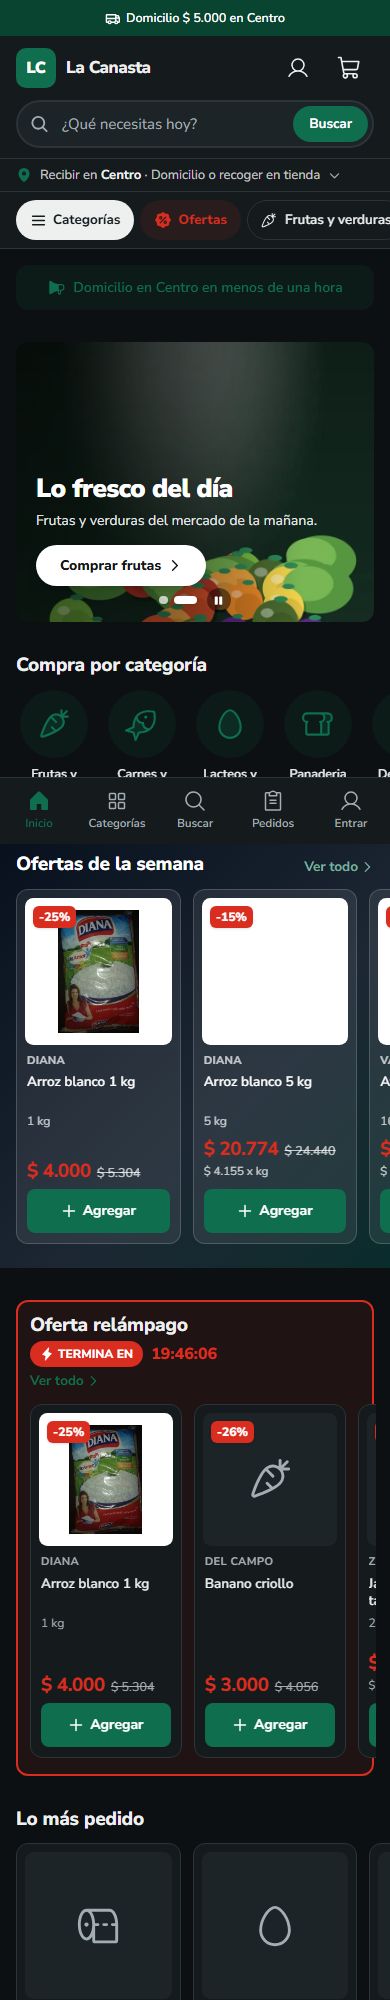 Domicilio $ 5.000 en Centro
LC La Canasta
¿Qué necesitas hoy? Buscar
Recibir en Centro · Domicilio o recoger en tienda
Categorías Ofertas Frutas y verduras
Domicilio en Centro en menos de una hora
Lo fresco del día
Frutas y verduras del mercado de la mañana.
Comprar frutas
Compra por categoría
Frutas y Carnes y Lacteos y Panaderia
Inicio Categorías Buscar Pedidos Entrar
Ofertas de la semana Ver todo
-25% -15%
DIANA
DIANA DIANA
Arroz blanco 1 kg Arroz blanco 5 kg
1 kg 5 kg
$ 20.774 $ 24.440
$ 4.000 $ 5.304 $ 4.155 x kg
Agregar Agregar
Oferta relámpago
TERMINA EN 19:46:06
Ver todo
-25% -26%
DIANA
DIANA DEL CAMPO
Arroz blanco 1 kg Banano criollo
1 kg
$ 4.000 $ 5.304 $ 3.000 $ 4.056
Agregar Agregar
Lo más pedido